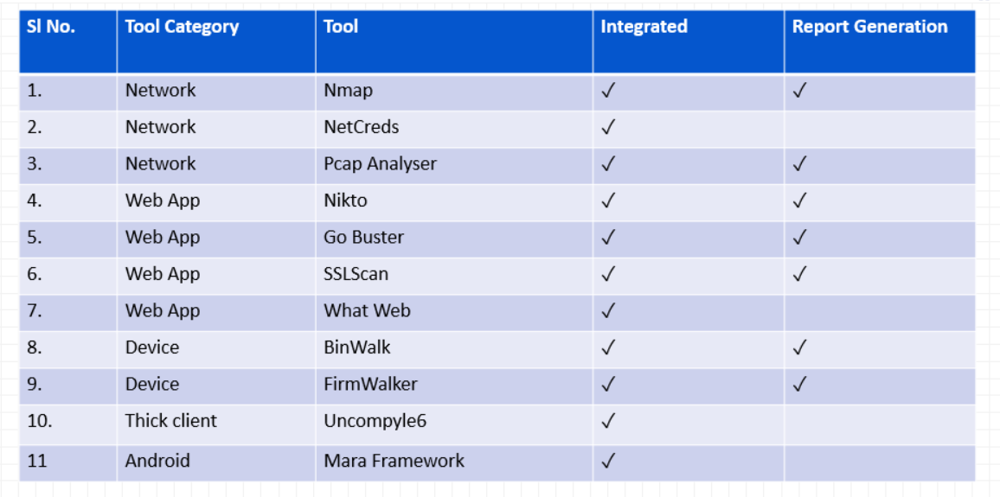 Sl No. Tool Category Tool Integrated Report Generation
1. Network Nmap ✓ ✓
2. Network NetCreds ✓
3. Network Pcap Analyser ✓ ✓
4. Web App Nikto ✓ ✓
5. Web App Go Buster ✓ ✓
6. Web App SSLScan ✓ ✓
7. Web App What Web ✓
8. Device BinWalk ✓ ✓
9. Device FirmWalker ✓ ✓
10. Thick client Uncompyle6 ✓
11 Android Mara Framework ✓